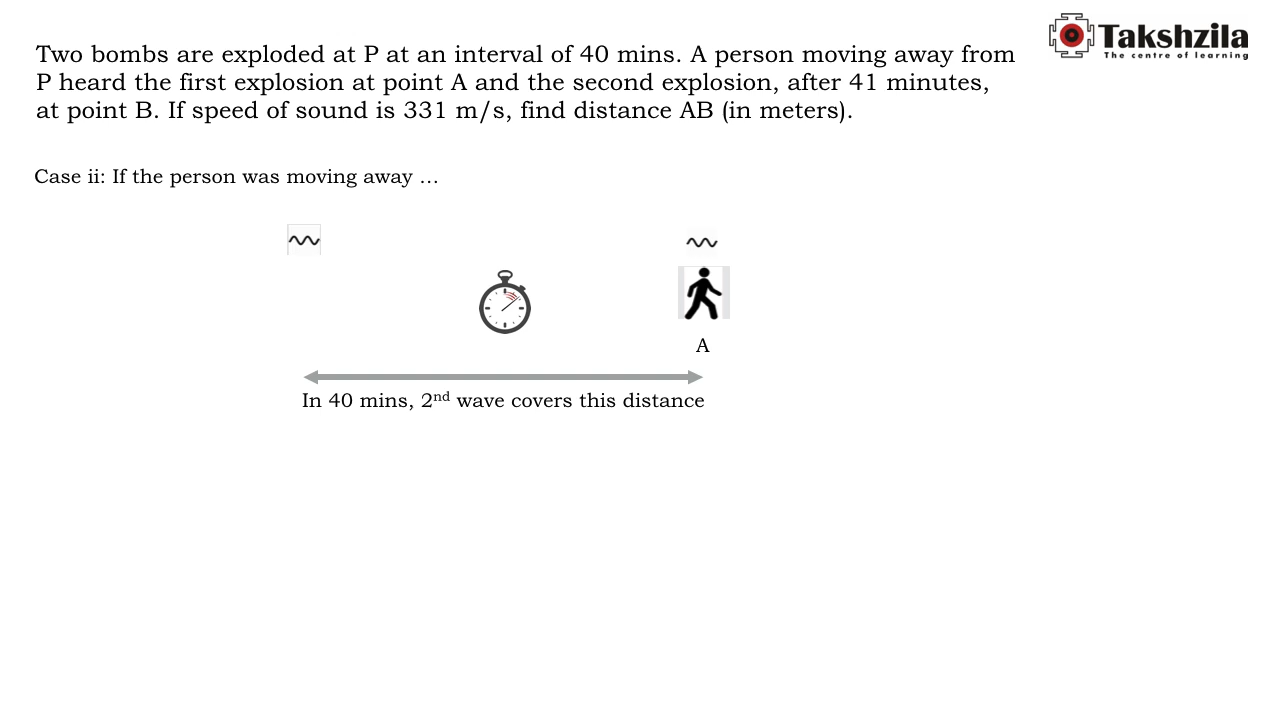 Takshzila
The centre of learning
Two bombs are exploded at P at an interval of 40 mins. A person moving away from
P heard the first explosion at point A and the second explosion, after 41 minutes,
at point B. If speed of sound is 331 m/s, find distance AB (in meters).
Case ii: If the person was moving away …
A
In 40 mins, 2nd wave covers this distance